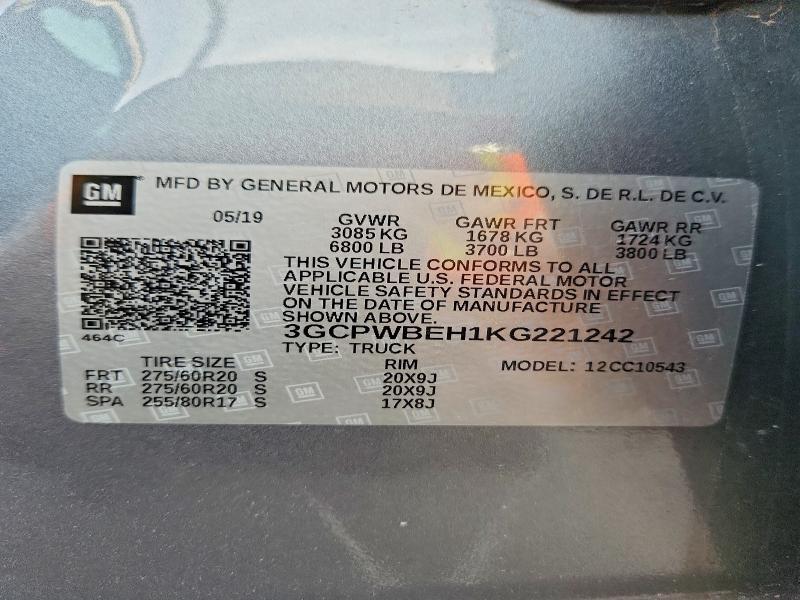 GM MFD BY GENERAL MOTORS DE MEXICO, S. DE R.L. DE C.V.
05/19 GVWR GAWR FRT GAWR RR
3085 KG 1678 KG 1724 KG
6800 LB 3700 LB 3800 LB
THIS VEHICLE CONFORMS TO ALL
APPLICABLE U.S. FEDERAL MOTOR
VEHICLE SAFETY STANDARDS IN EFFECT
ON THE DATE OF MANUFACTURE
SHOWN ABOVE.
3GCPWBEH1KG221242
464C
TYPE: TRUCK
TIRE SIZE RIM MODEL: 12CC10543
FRT 275/60R20 S 20X9J
RR 275/60R20 S 20X9J
SPA 255/80R17 S 17X8J